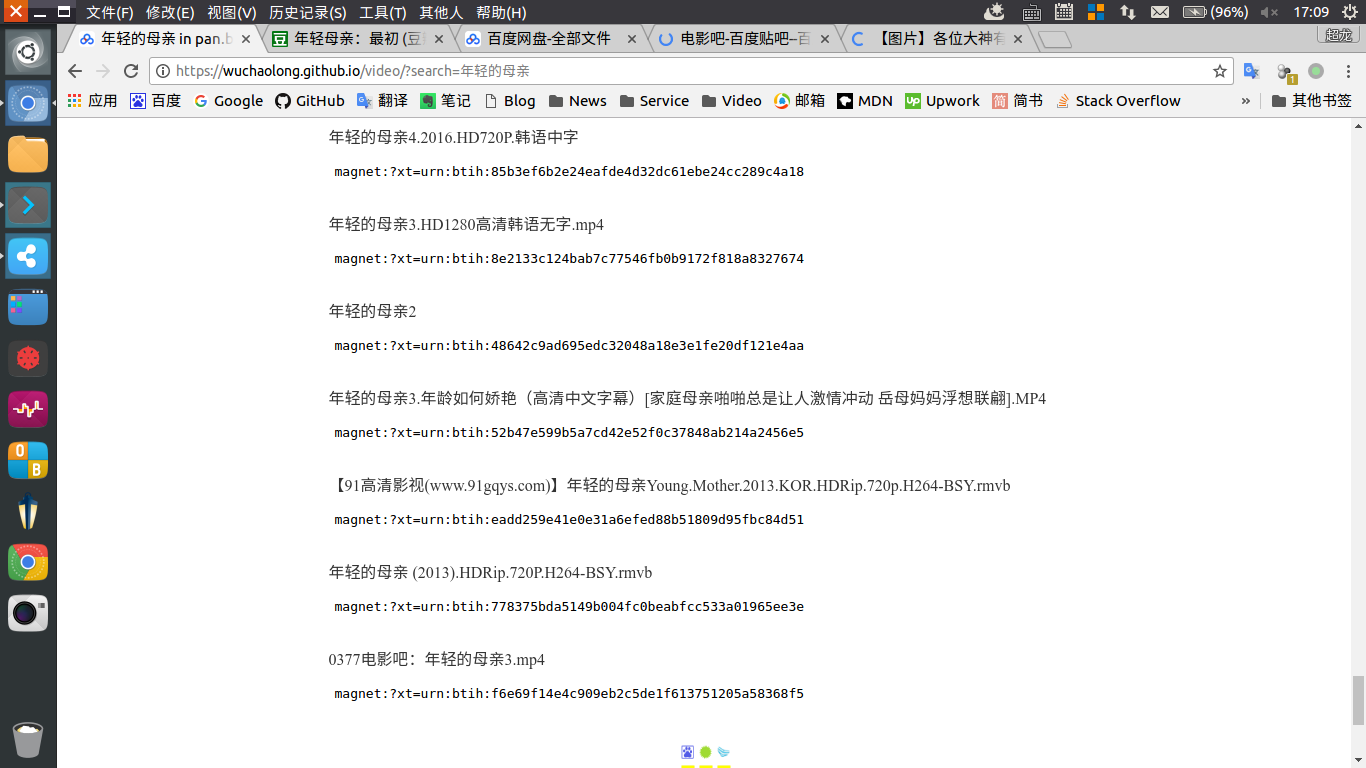 文件(F) 修改(E) 视图(V) 历史记录(S) 工具(T) 其他人 帮助(H) (96%) 17:09
年轻的母亲 in pan.b 年轻母亲：最初 (豆 百度网盘-全部文件 电影吧-百度贴吧--百 【图片】各位大神有 超龙
https://wuchaolong.github.io/video/?search=年轻的母亲 1
应用 百度 Google GitHub 翻译 笔记 Blog News Service Video 邮箱 MDN Upwork 简书 Stack Overflow » 其他书签
年轻的母亲4.2016.HD720P.韩语中字
magnet:?xt=urn:btih:85b3ef6b2e24eafde4d32dc61ebe24cc289c4a18
年轻的母亲3.HD1280高清韩语无字.mp4
magnet:?xt=urn:btih:8e2133c124bab7c77546fb0b9172f818a8327674
年轻的母亲2
magnet:?xt=urn:btih:48642c9ad695edc32048a18e3e1fe20df121e4aa
年轻的母亲3.年龄如何娇艳（高清中文字幕）[家庭母亲啪啪总是让人激情冲动 岳母妈妈浮想联翩].MP4
magnet:?xt=urn:btih:52b47e599b5a7cd42e52f0c37848ab214a2456e5
【91高清影视(www.91gqys.com)】年轻的母亲Young.Mother.2013.KOR.HDRip.720p.H264-BSY.rmvb
magnet:?xt=urn:btih:eadd259e41e0e31a6efed88b51809d95fbc84d51
年轻的母亲 (2013).HDRip.720P.H264-BSY.rmvb
magnet:?xt=urn:btih:778375bda5149b004fc0beabfcc533a01965ee3e
0377电影吧：年轻的母亲3.mp4
magnet:?xt=urn:btih:f6e69f14e4c909eb2c5de1f613751205a58368f5